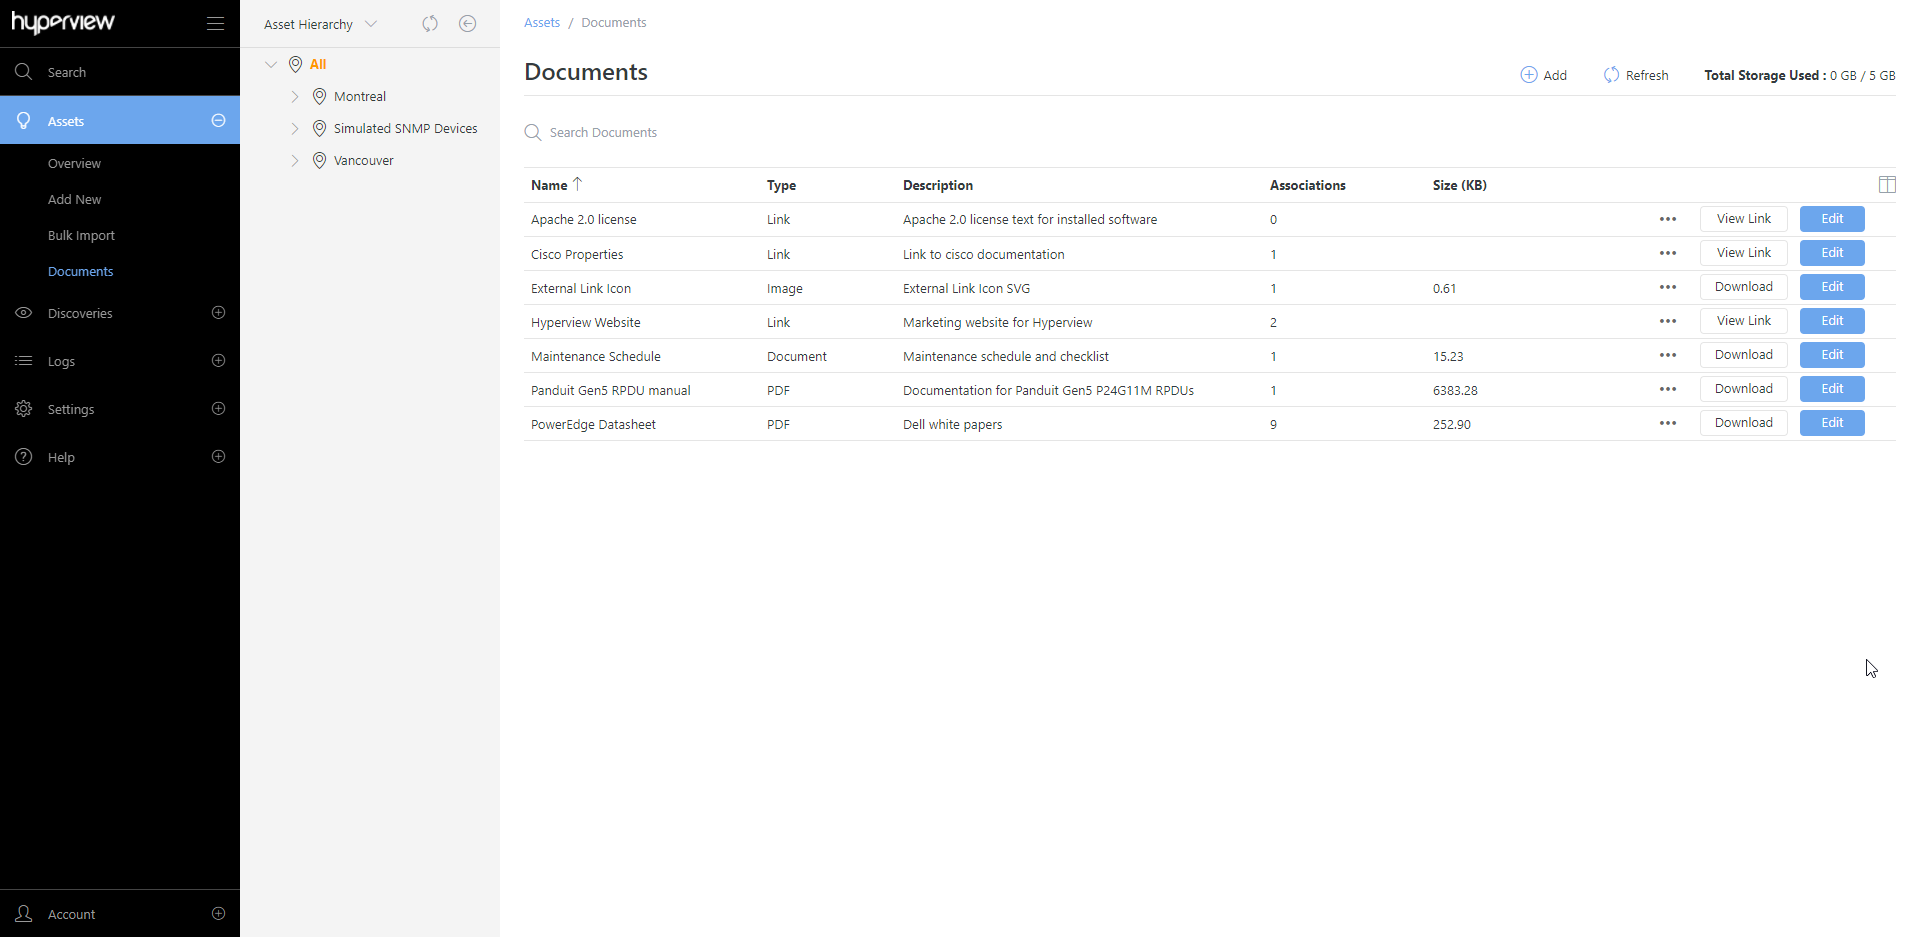 hyperview
Search
Assets
Overview
Add New
Bulk Import
Documents
Discoveries
Logs
Settings
Help
Account
Asset Hierarchy
All
Montreal
Simulated SNMP Devices
Vancouver
Assets / Documents
Documents
Add Refresh Total Storage Used : 0 GB / 5 GB
Search Documents
Name Type Description Associations Size (KB)
Apache 2.0 license Link Apache 2.0 license text for installed software 0 View Link Edit
Cisco Properties Link Link to cisco documentation 1 View Link Edit
External Link Icon Image External Link Icon SVG 1 0.61 Download Edit
Hyperview Website Link Marketing website for Hyperview 2 View Link Edit
Maintenance Schedule Document Maintenance schedule and checklist 1 15.23 Download Edit
Panduit Gen5 RPDU manual PDF Documentation for Panduit Gen5 P24G11M RPDUs 1 6383.28 Download Edit
PowerEdge Datasheet PDF Dell white papers 9 252.90 Download Edit